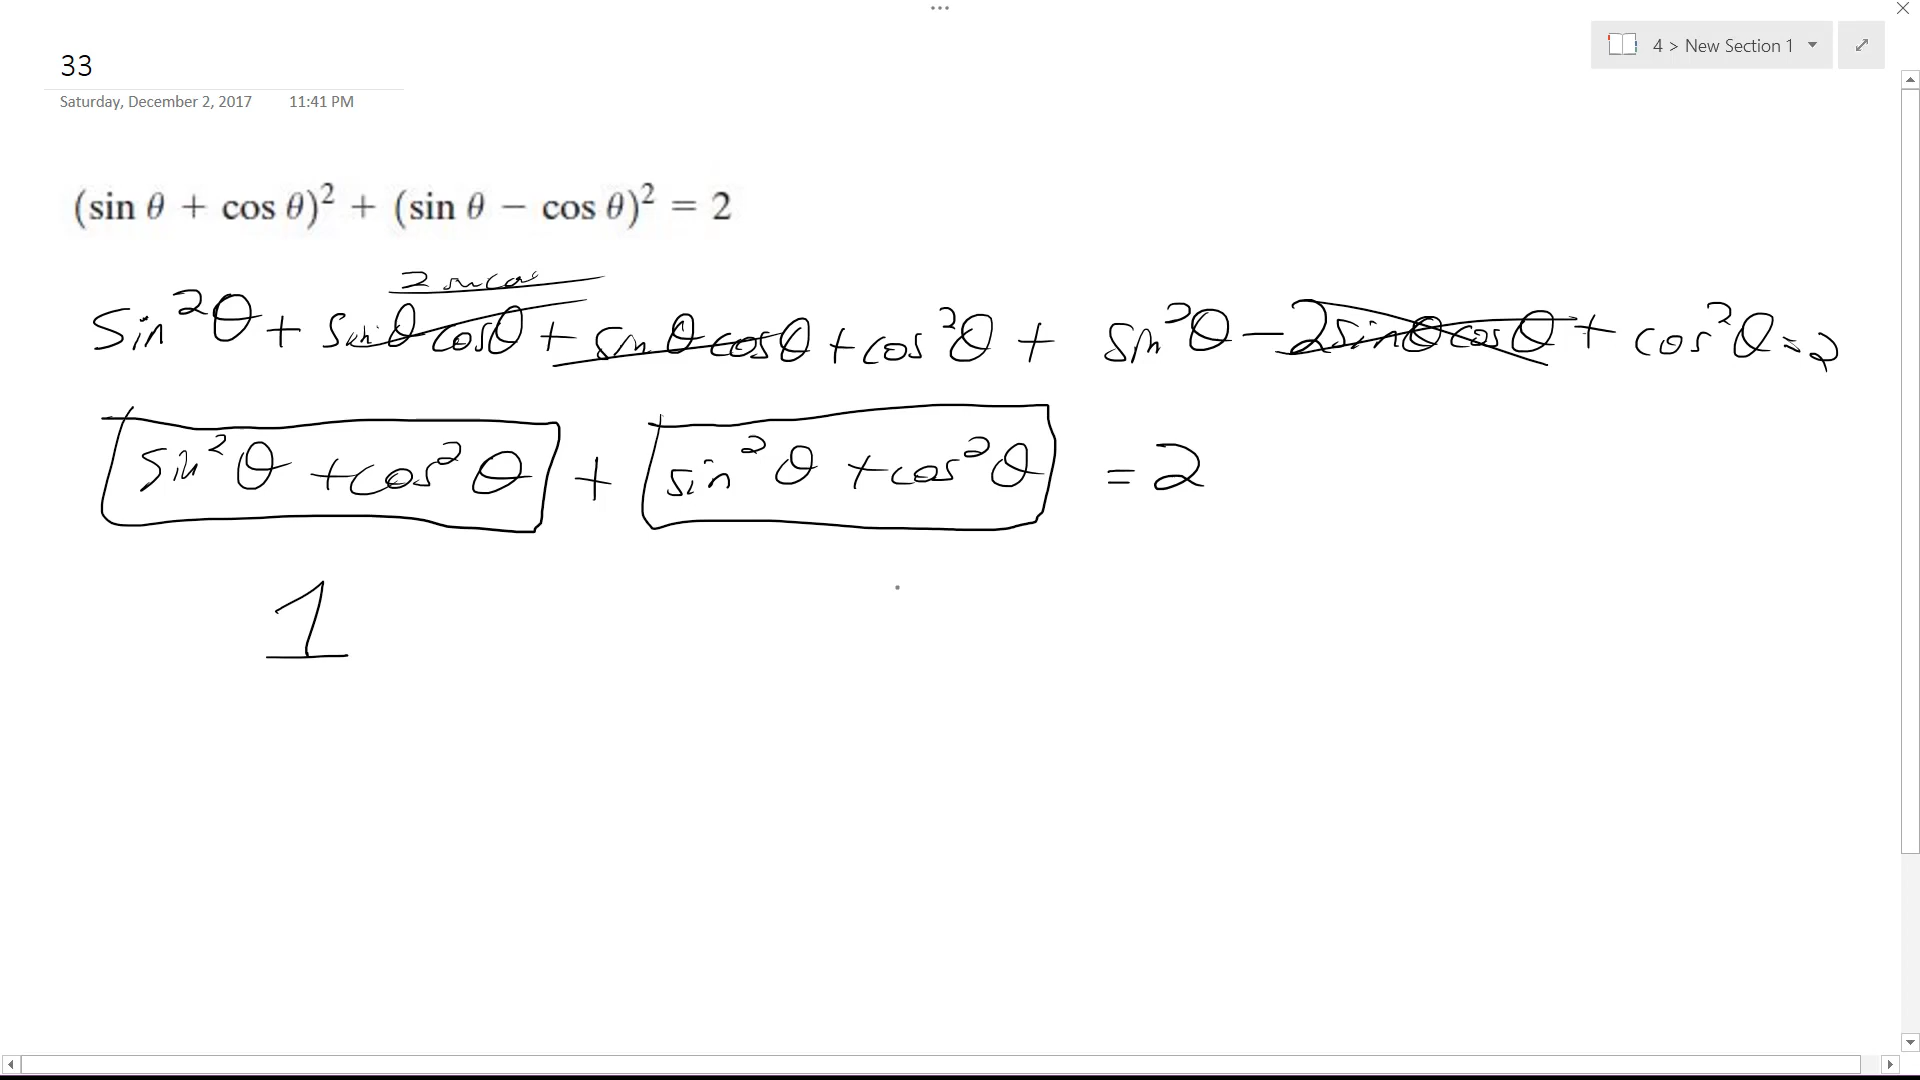 4 > New Section 1
33
Saturday, December 2, 2017 11:41 PM
(sin θ + cos θ)² + (sin θ − cos θ)² = 2
2 sin cos
sin²θ + sinθ cosθ + sinθ cosθ + cos²θ + sin²θ − 2sinθ cosθ + cos²θ = 2
sin²θ + cos²θ + sin²θ + cos²θ = 2
1